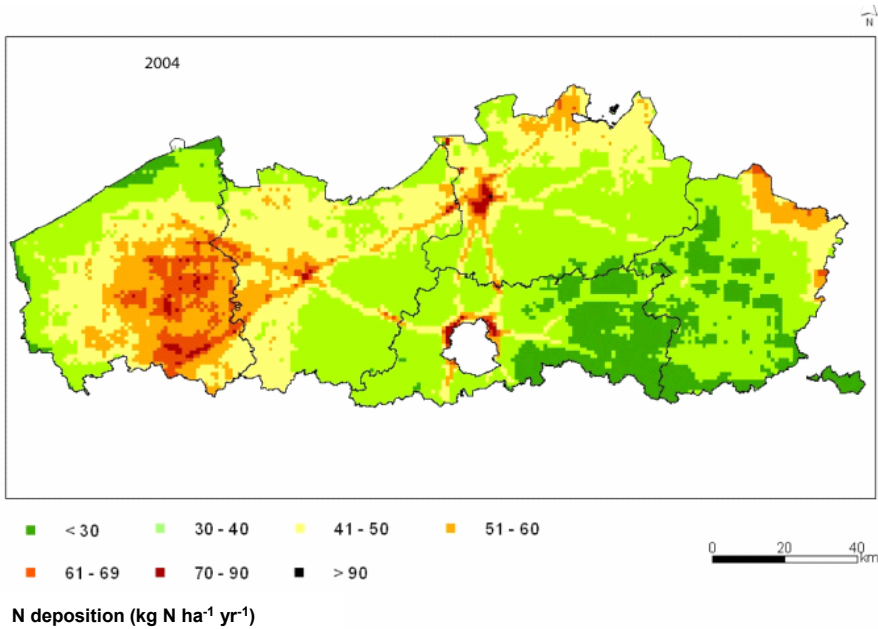 N
2004
< 30 30 - 40 41 - 50 51 - 60
0 20 40
km
61 - 69 70 - 90 > 90
N deposition (kg N ha⁻¹ yr⁻¹)